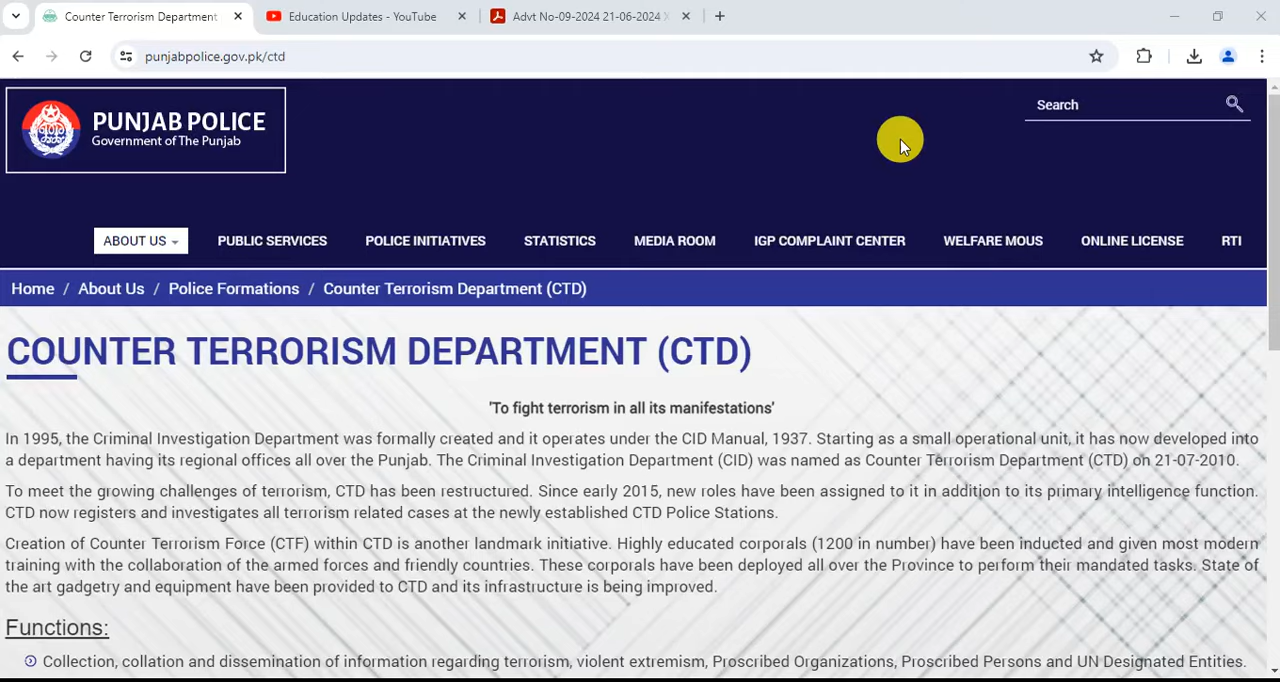 Counter Terrorism Department
Education Updates - YouTube
Advt No-09-2024 21-06-2024
punjabpolice.gov.pk/ctd
PUNJAB POLICE
Government of The Punjab
Search
ABOUT US
PUBLIC SERVICES
POLICE INITIATIVES
STATISTICS
MEDIA ROOM
IGP COMPLAINT CENTER
WELFARE MOUS
ONLINE LICENSE
RTI
Home / About Us / Police Formations / Counter Terrorism Department (CTD)
COUNTER TERRORISM DEPARTMENT (CTD)
'To fight terrorism in all its manifestations'
In 1995, the Criminal Investigation Department was formally created and it operates under the CID Manual, 1937. Starting as a small operational unit, it has now developed into
a department having its regional offices all over the Punjab. The Criminal Investigation Department (CID) was named as Counter Terrorism Department (CTD) on 21-07-2010.
To meet the growing challenges of terrorism, CTD has been restructured. Since early 2015, new roles have been assigned to it in addition to its primary intelligence function.
CTD now registers and investigates all terrorism related cases at the newly established CTD Police Stations.
Creation of Counter Terrorism Force (CTF) within CTD is another landmark initiative. Highly educated corporals (1200 in number) have been inducted and given most modern
training with the collaboration of the armed forces and friendly countries. These corporals have been deployed all over the Province to perform their mandated tasks. State of
the art gadgetry and equipment have been provided to CTD and its infrastructure is being improved.
Functions:
Collection, collation and dissemination of information regarding terrorism, violent extremism, Proscribed Organizations, Proscribed Persons and UN Designated Entities.